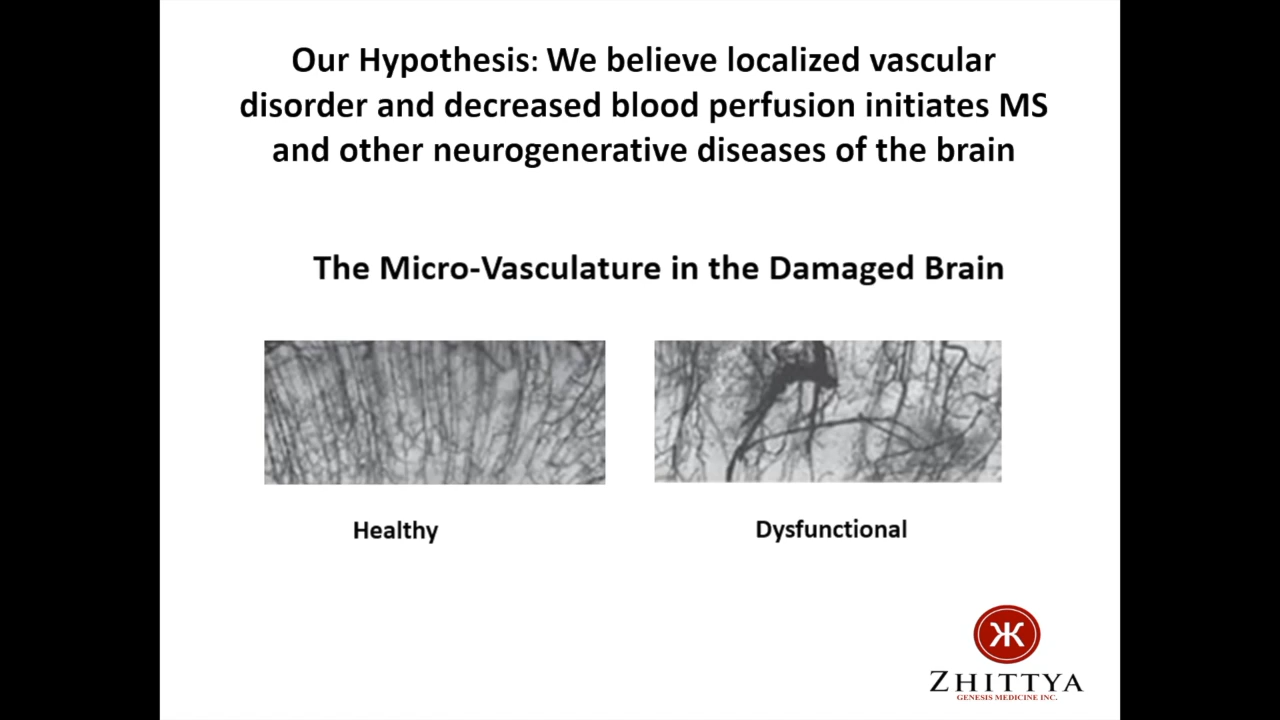 Our Hypothesis: We believe localized vascular
disorder and decreased blood perfusion initiates MS
and other neurogenerative diseases of the brain
The Micro-Vasculature in the Damaged Brain
Healthy
Dysfunctional
Ж
ZHITTYA
GENESIS MEDICINE INC.